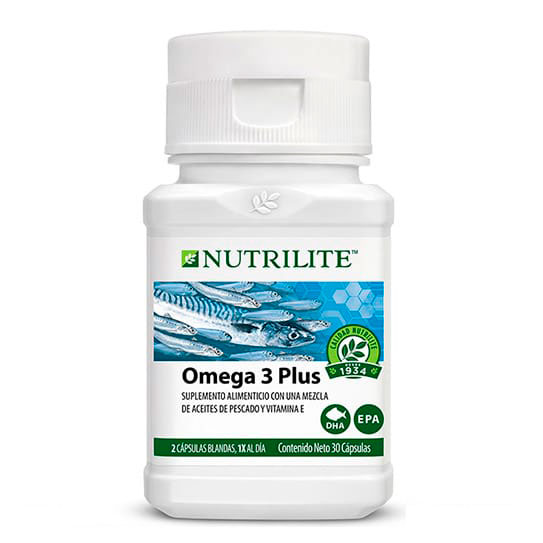 NUTRILITE™
CALIDAD NUTRILITE
DESDE
1934
Omega 3 Plus
SUPLEMENTO ALIMENTICIO CON UNA MEZCLA
DE ACEITES DE PESCADO Y VITAMINA E
DHA
EPA
2 CÁPSULAS BLANDAS, 1X AL DÍA
Contenido Neto 30 Cápsulas